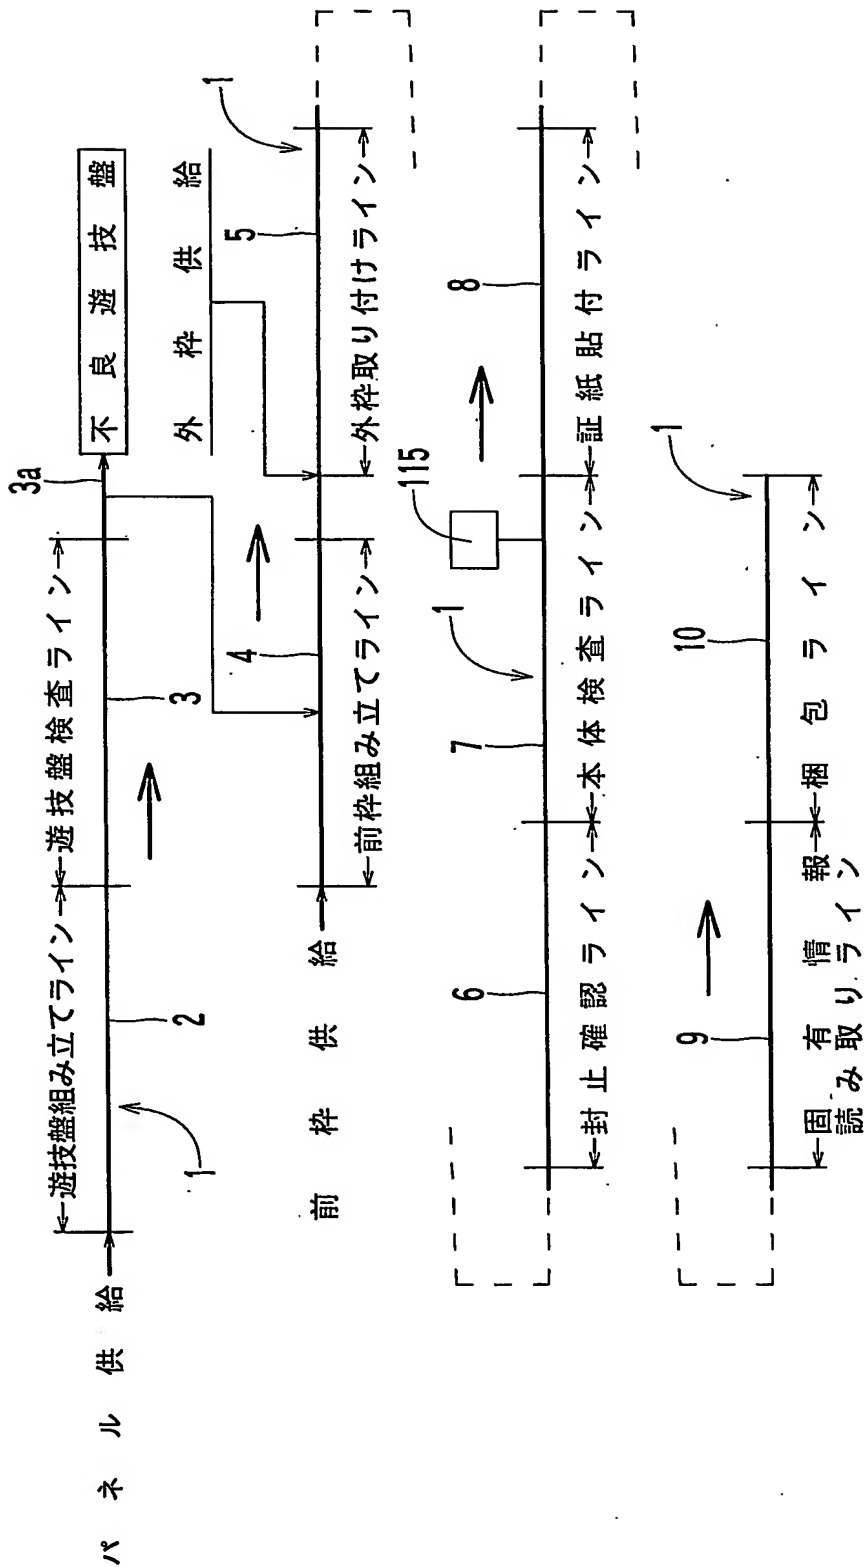 パネル供給
遊技盤組み立てライン
遊技盤検査ライン
1
2
3
3a
不良遊技盤
外枠供給
前枠供給
前枠組み立てライン
外枠取り付けライン
4
5
1
封止確認ライン
本体検査ライン
証紙貼付ライン
6
7
1
115
8
固有情報
読み取りライン
梱包ライン
9
10
1